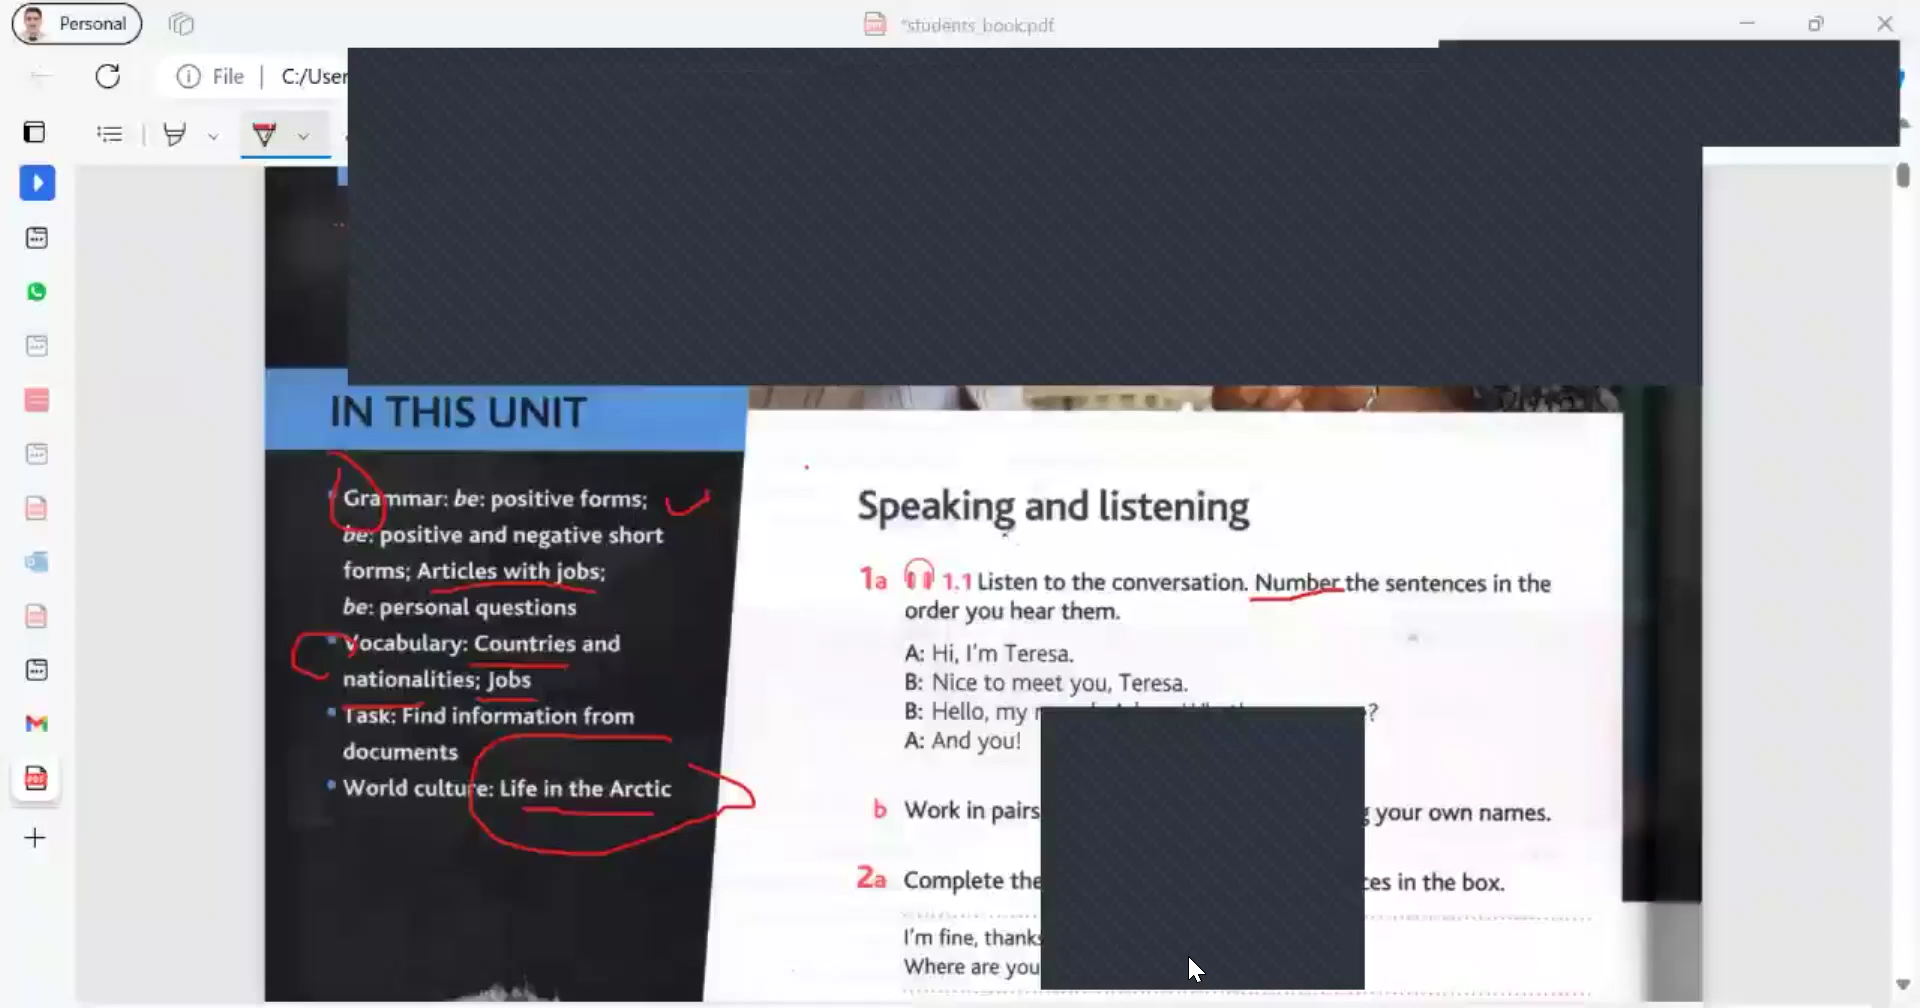 Personal
*students_book.pdf
File | C:/User
IN THIS UNIT
Grammar: be: positive forms;
be: positive and negative short
forms; Articles with jobs;
be: personal questions
Vocabulary: Countries and
nationalities; Jobs
Task: Find information from
documents
World culture: Life in the Arctic
Speaking and listening
1a 1.1 Listen to the conversation. Number the sentences in the
order you hear them.
A: Hi, I'm Teresa.
B: Nice to meet you, Teresa.
B: Hello, my ?
A: And you!
b Work in pairs your own names.
2a Complete the in the box.
I'm fine, thanks
Where are you